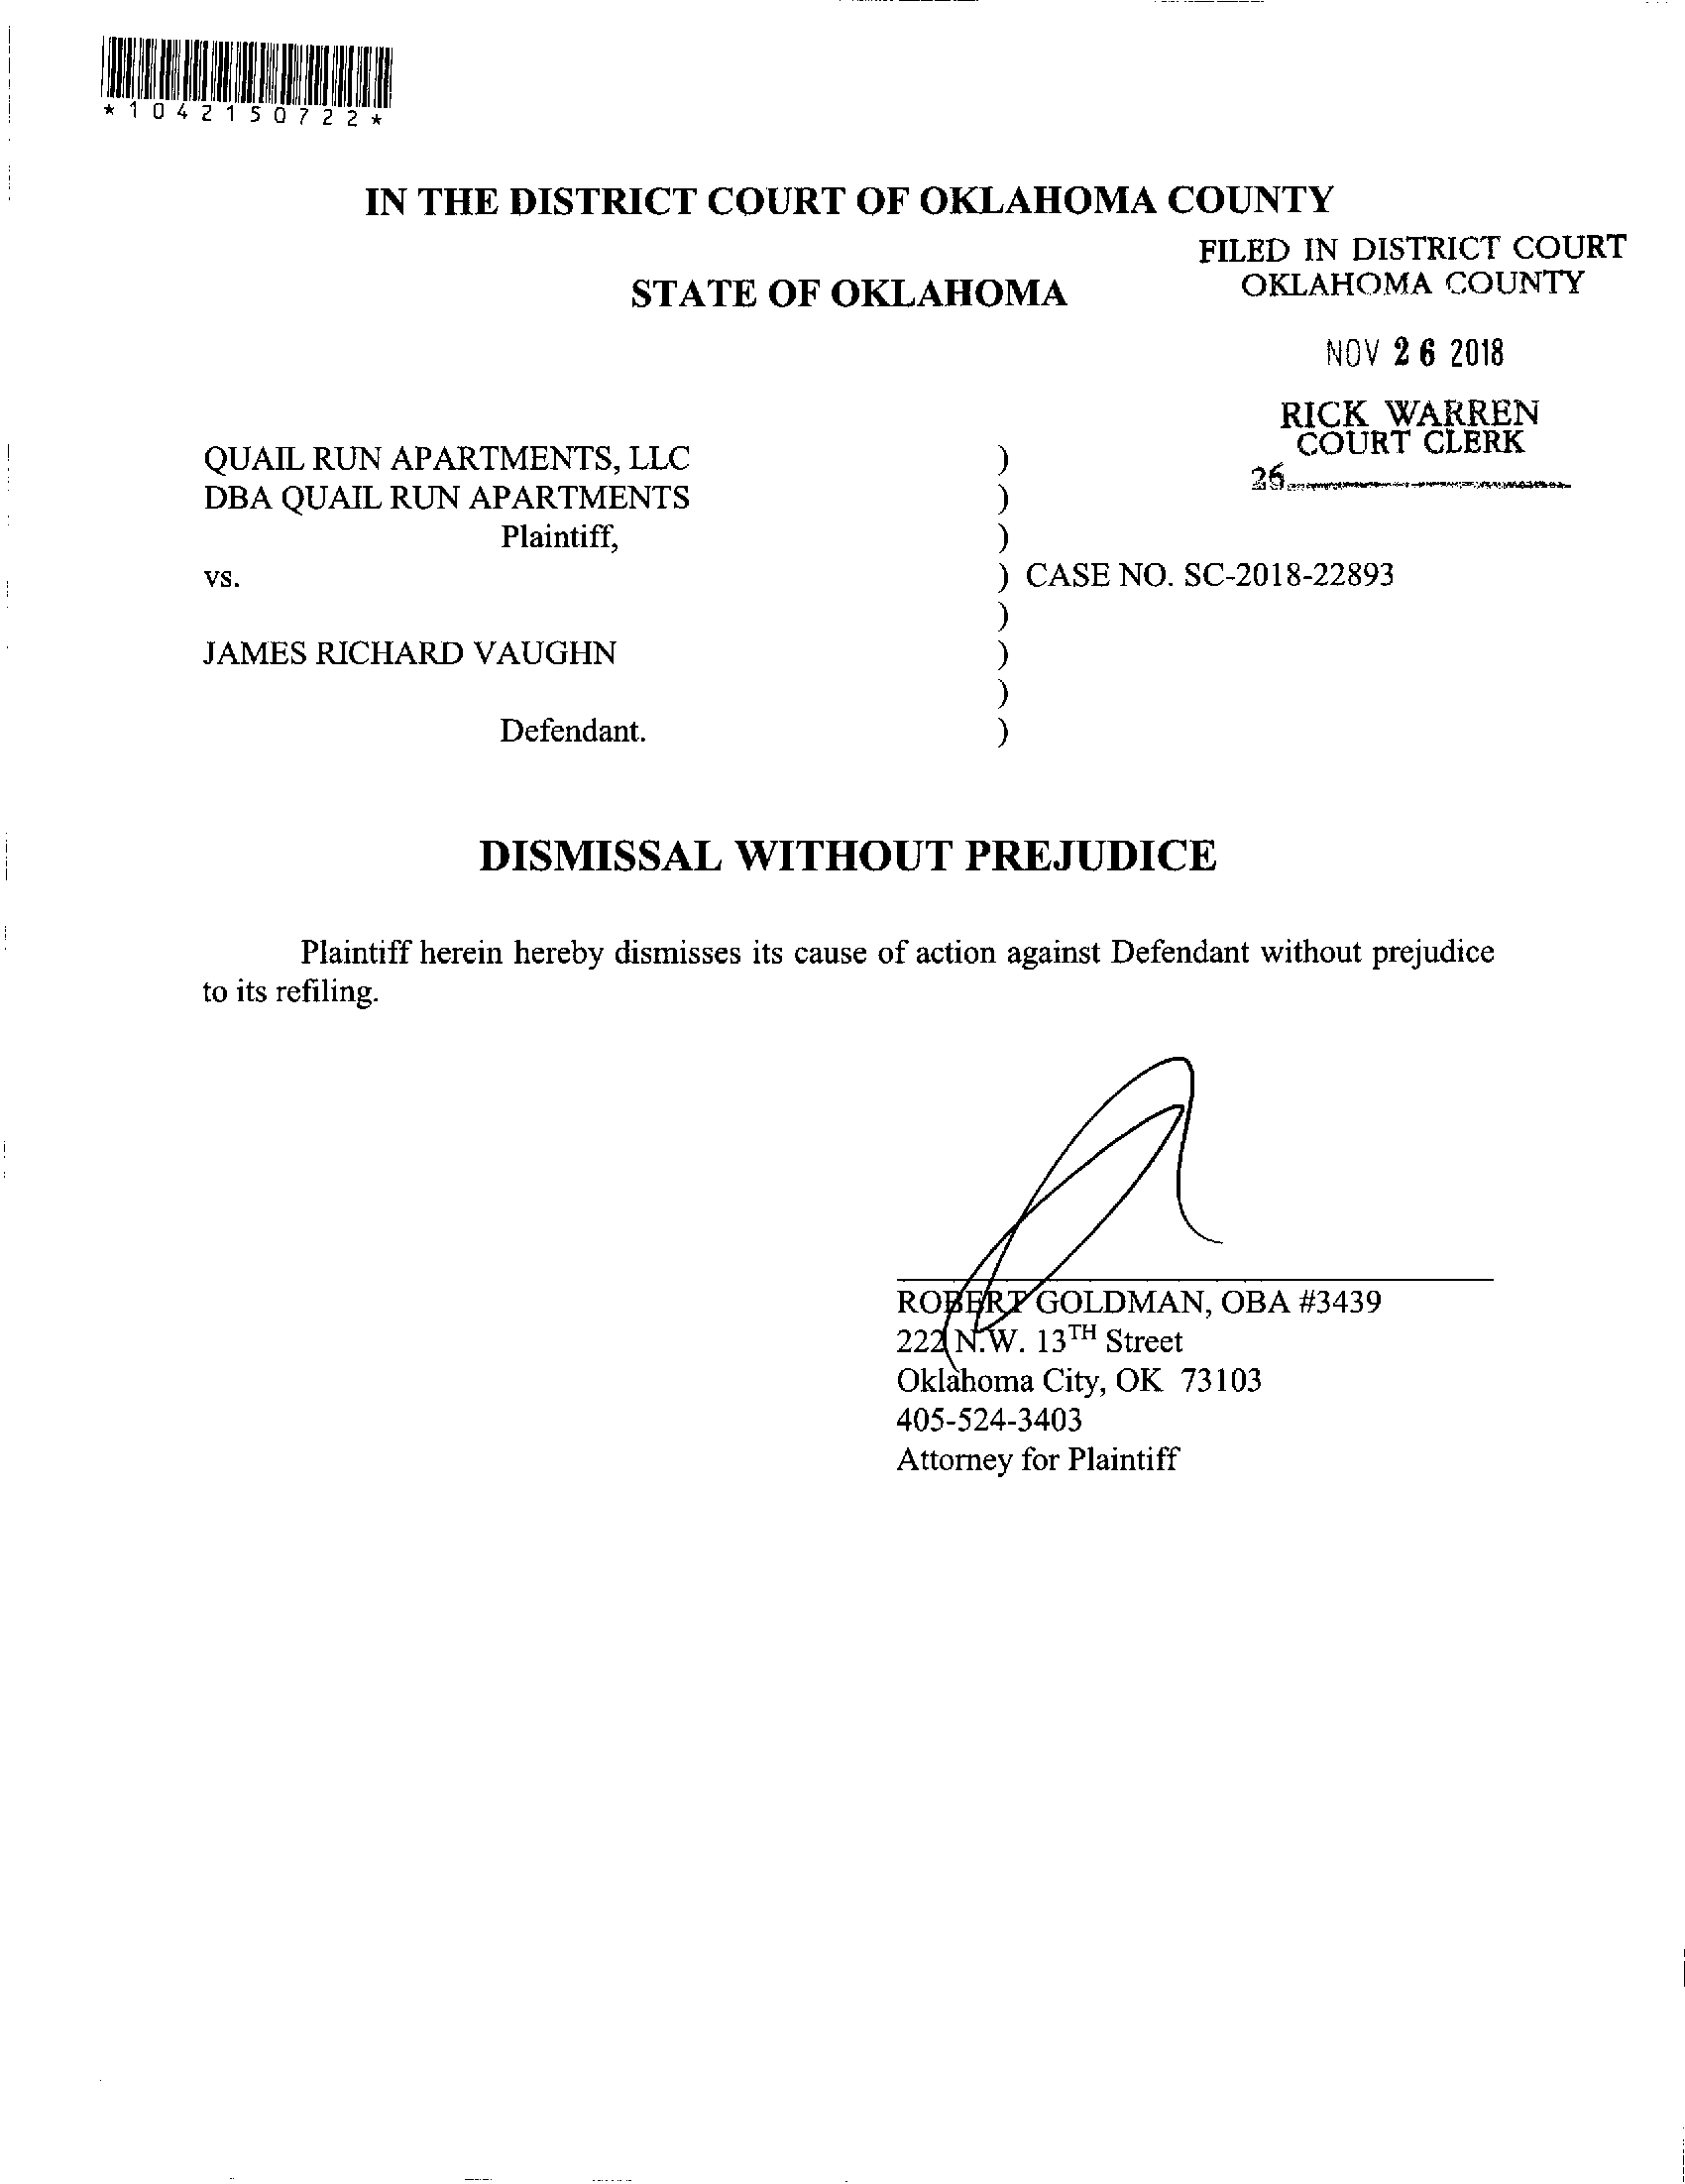 *1042150722*
IN THE DISTRICT COURT OF OKLAHOMA COUNTY
FILED IN DISTRICT COURT
OKLAHOMA COUNTY
STATE OF OKLAHOMA
NOV 26 2018
RICK WARREN
COURT CLERK
26
QUAIL RUN APARTMENTS, LLC )
DBA QUAIL RUN APARTMENTS )
Plaintiff, )
vs. ) CASE NO. SC-2018-22893
)
JAMES RICHARD VAUGHN )
)
Defendant. )
DISMISSAL WITHOUT PREJUDICE
Plaintiff herein hereby dismisses its cause of action against Defendant without prejudice
to its refiling.
ROBERT GOLDMAN, OBA #3439
222 N.W. 13TH Street
Oklahoma City, OK 73103
405-524-3403
Attorney for Plaintiff